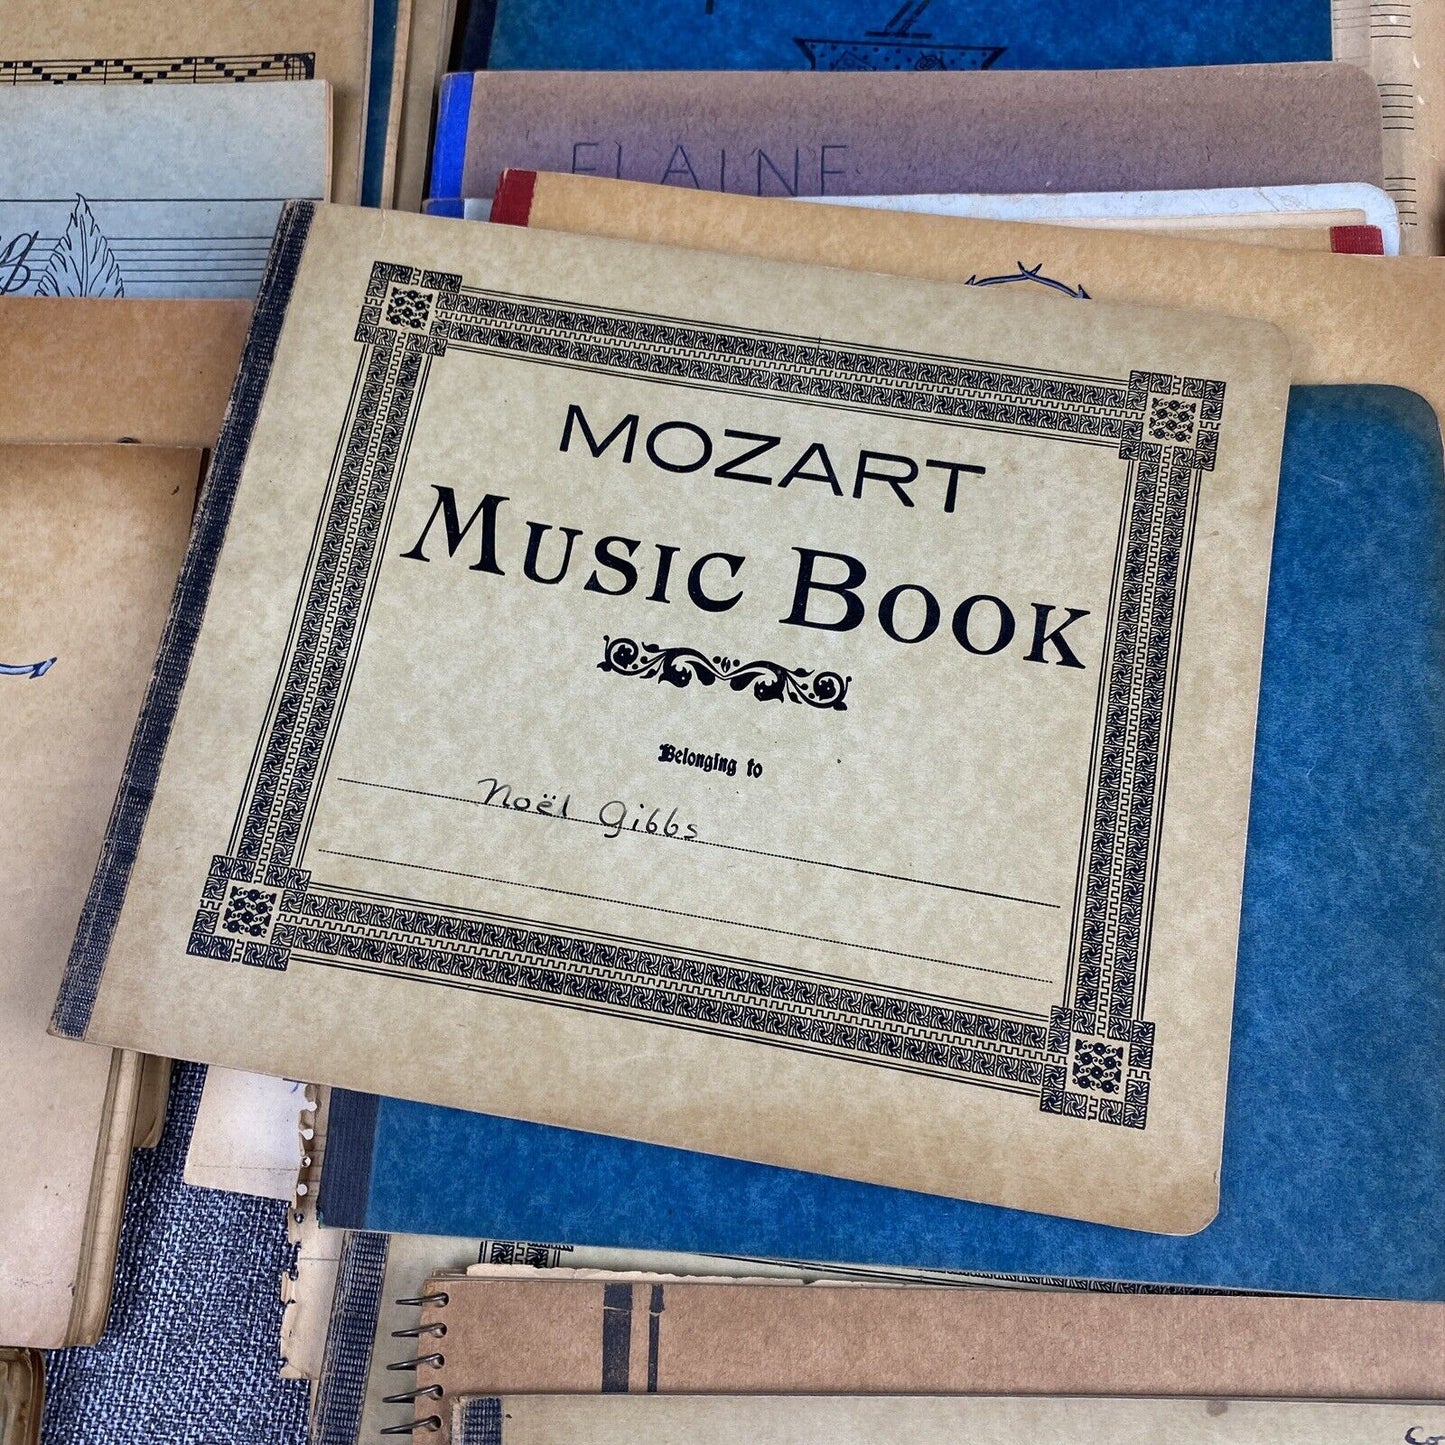 ELAINE
MOZART
MUSIC BOOK
Belonging to
Noël Gibbs